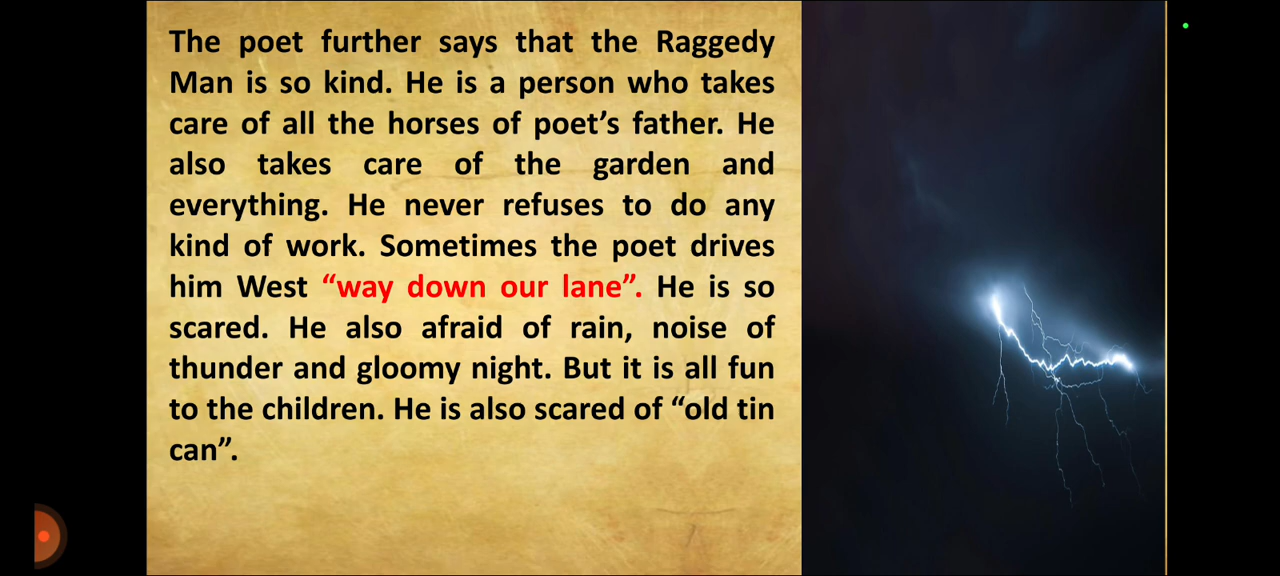 The poet further says that the Raggedy
Man is so kind. He is a person who takes
care of all the horses of poet’s father. He
also takes care of the garden and
everything. He never refuses to do any
kind of work. Sometimes the poet drives
him West “way down our lane”. He is so
scared. He also afraid of rain, noise of
thunder and gloomy night. But it is all fun
to the children. He is also scared of “old tin
can”.